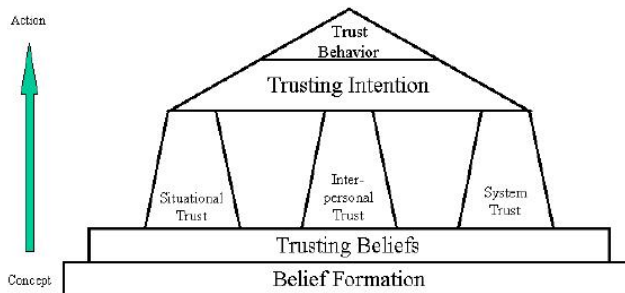 Action
Trust
Behavior
Trusting Intention
Situational
Trust
Inter-
personal
Trust
System
Trust
Trusting Beliefs
Concept
Belief Formation